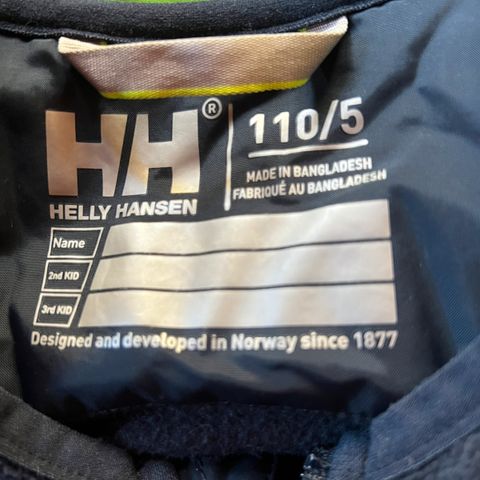 HH®
HELLY HANSEN
110/5
MADE IN BANGLADESH
FABRIQUÉ AU BANGLADESH
Name
2nd KID
3rd KID
Designed and developed in Norway since 1877